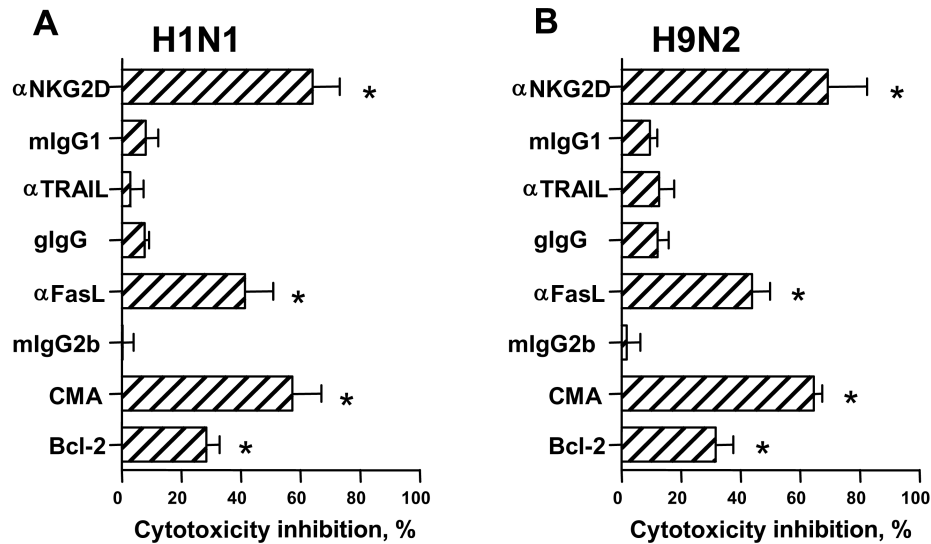 A
H1N1
αNKG2D
*
mIgG1
αTRAIL
gIgG
αFasL
*
mIgG2b
CMA
*
Bcl-2
*
0 20 40 60 80 100
Cytotoxicity inhibition, %
B
H9N2
αNKG2D
*
mIgG1
αTRAIL
gIgG
αFasL
*
mIgG2b
CMA
*
Bcl-2
*
0 20 40 60 80 100
Cytotoxicity inhibition, %